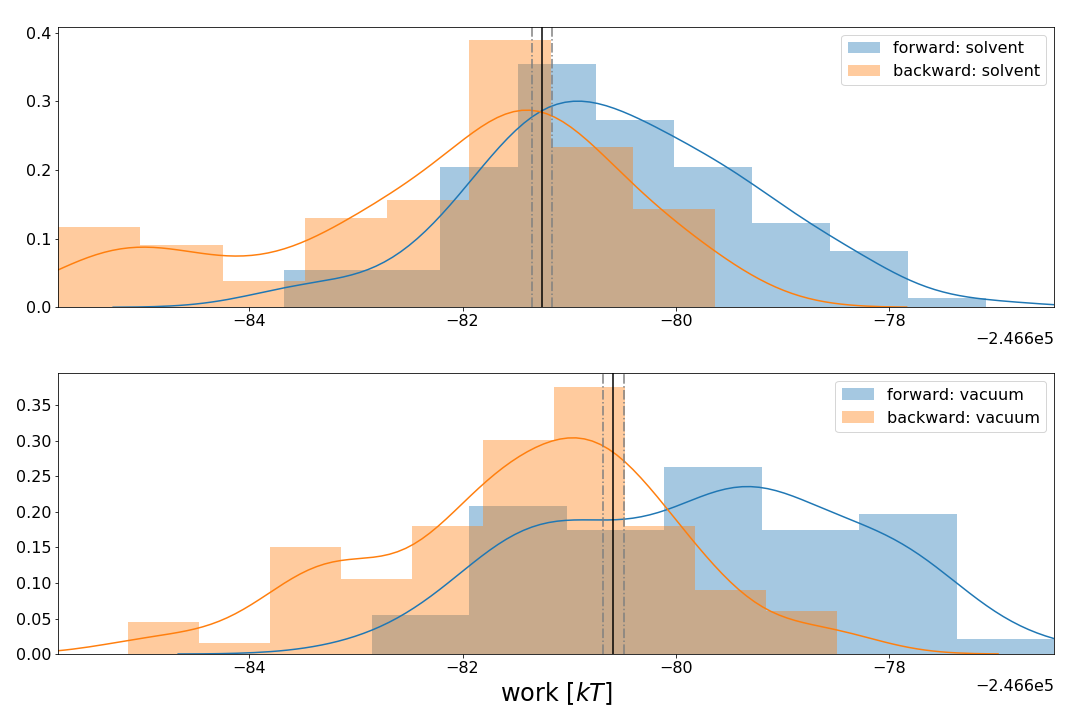 forward: solvent
backward: solvent
0.4
0.3
0.2
0.1
0.0
−84 −82 −80 −78
−2.466e5
forward: vacuum
backward: vacuum
0.35
0.30
0.25
0.20
0.15
0.10
0.05
0.00
−84 −82 −80 −78
−2.466e5
work [kT]